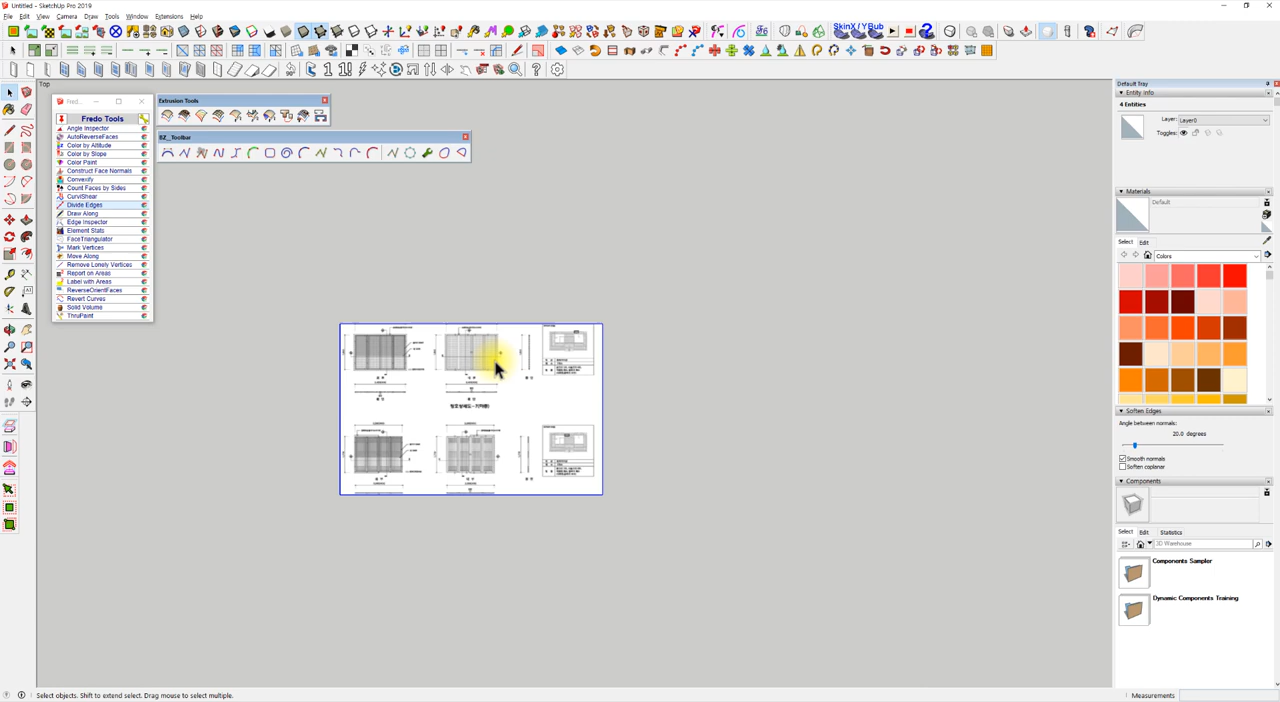 Untitled - SketchUp Pro 2019
File Edit View Camera Draw Tools Window Extensions Help
SkinX / YBub
Top
Fred...
Fredo Tools
Angle Inspector
AutoReverseFaces
Color by Altitude
Color by Slope
Color Paint
Construct Face Normals
Convexify
Count Faces by Sides
CurviShear
Divide Edges
Draw Along
Edge Inspector
Element Stats
FaceTriangulator
Mark Vertices
Move Along
Remove Lonely Vertices
Report on Areas
Label with Areas
ReverseOrientFaces
Revert Curves
Solid Volume
ThruPaint
Extrusion Tools
BZ__Toolbar
Default Tray
Entity Info
4 Entities
Layer: Layer0
Toggles:
Materials
Default
Select Edit
Colors
Soften Edges
Angle between normals:
20.0 degrees
Smooth normals
Soften coplanar
Components
Select Edit Statistics
3D Warehouse
Components Sampler
Dynamic Components Training
Select objects. Shift to extend select. Drag mouse to select multiple.
Measurements